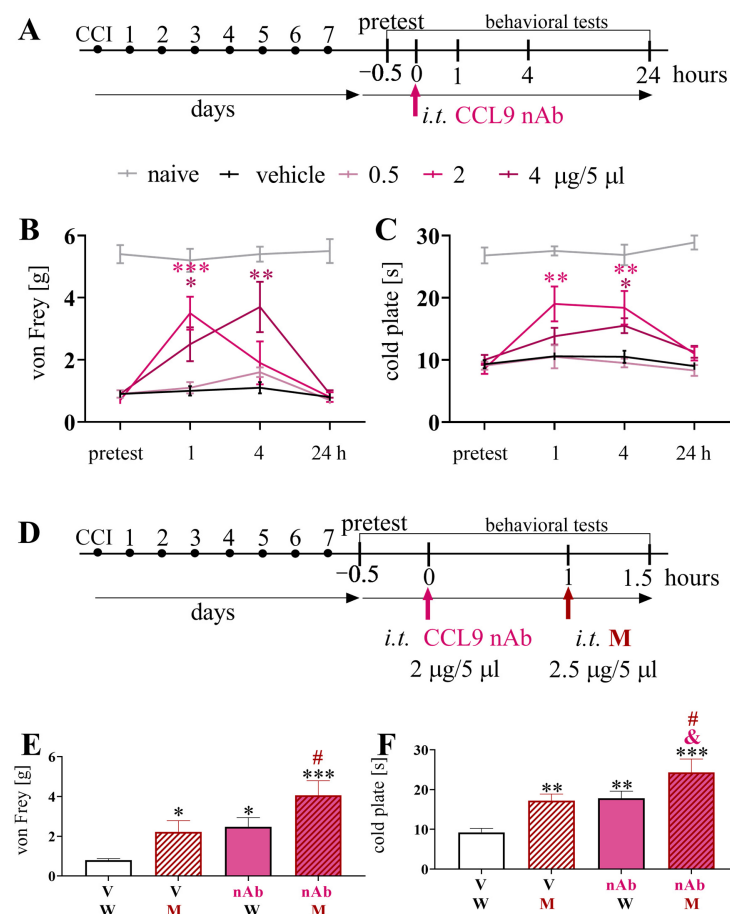 A
CCI 1 2 3 4 5 6 7
pretest
behavioral tests
−0.5 0 1 4 24 hours
days
i.t. CCL9 nAb
naive vehicle 0.5 2 4 µg/5 µl
B
von Frey [g]
6
4
2
0
***
*
**
pretest 1 4 24 h
C
cold plate [s]
30
20
10
0
**
**
*
pretest 1 4 24 h
D
CCI 1 2 3 4 5 6 7
pretest
behavioral tests
−0.5 0 1 1.5 hours
days
i.t. CCL9 nAb
2 µg/5 µl
i.t. M
2.5 µg/5 µl
E
von Frey [g]
6
4
2
0
*
*
#
***
V V nAb nAb
W M W M
F
cold plate [s]
30
20
10
0
**
**
#
&
***
V V nAb nAb
W M W M